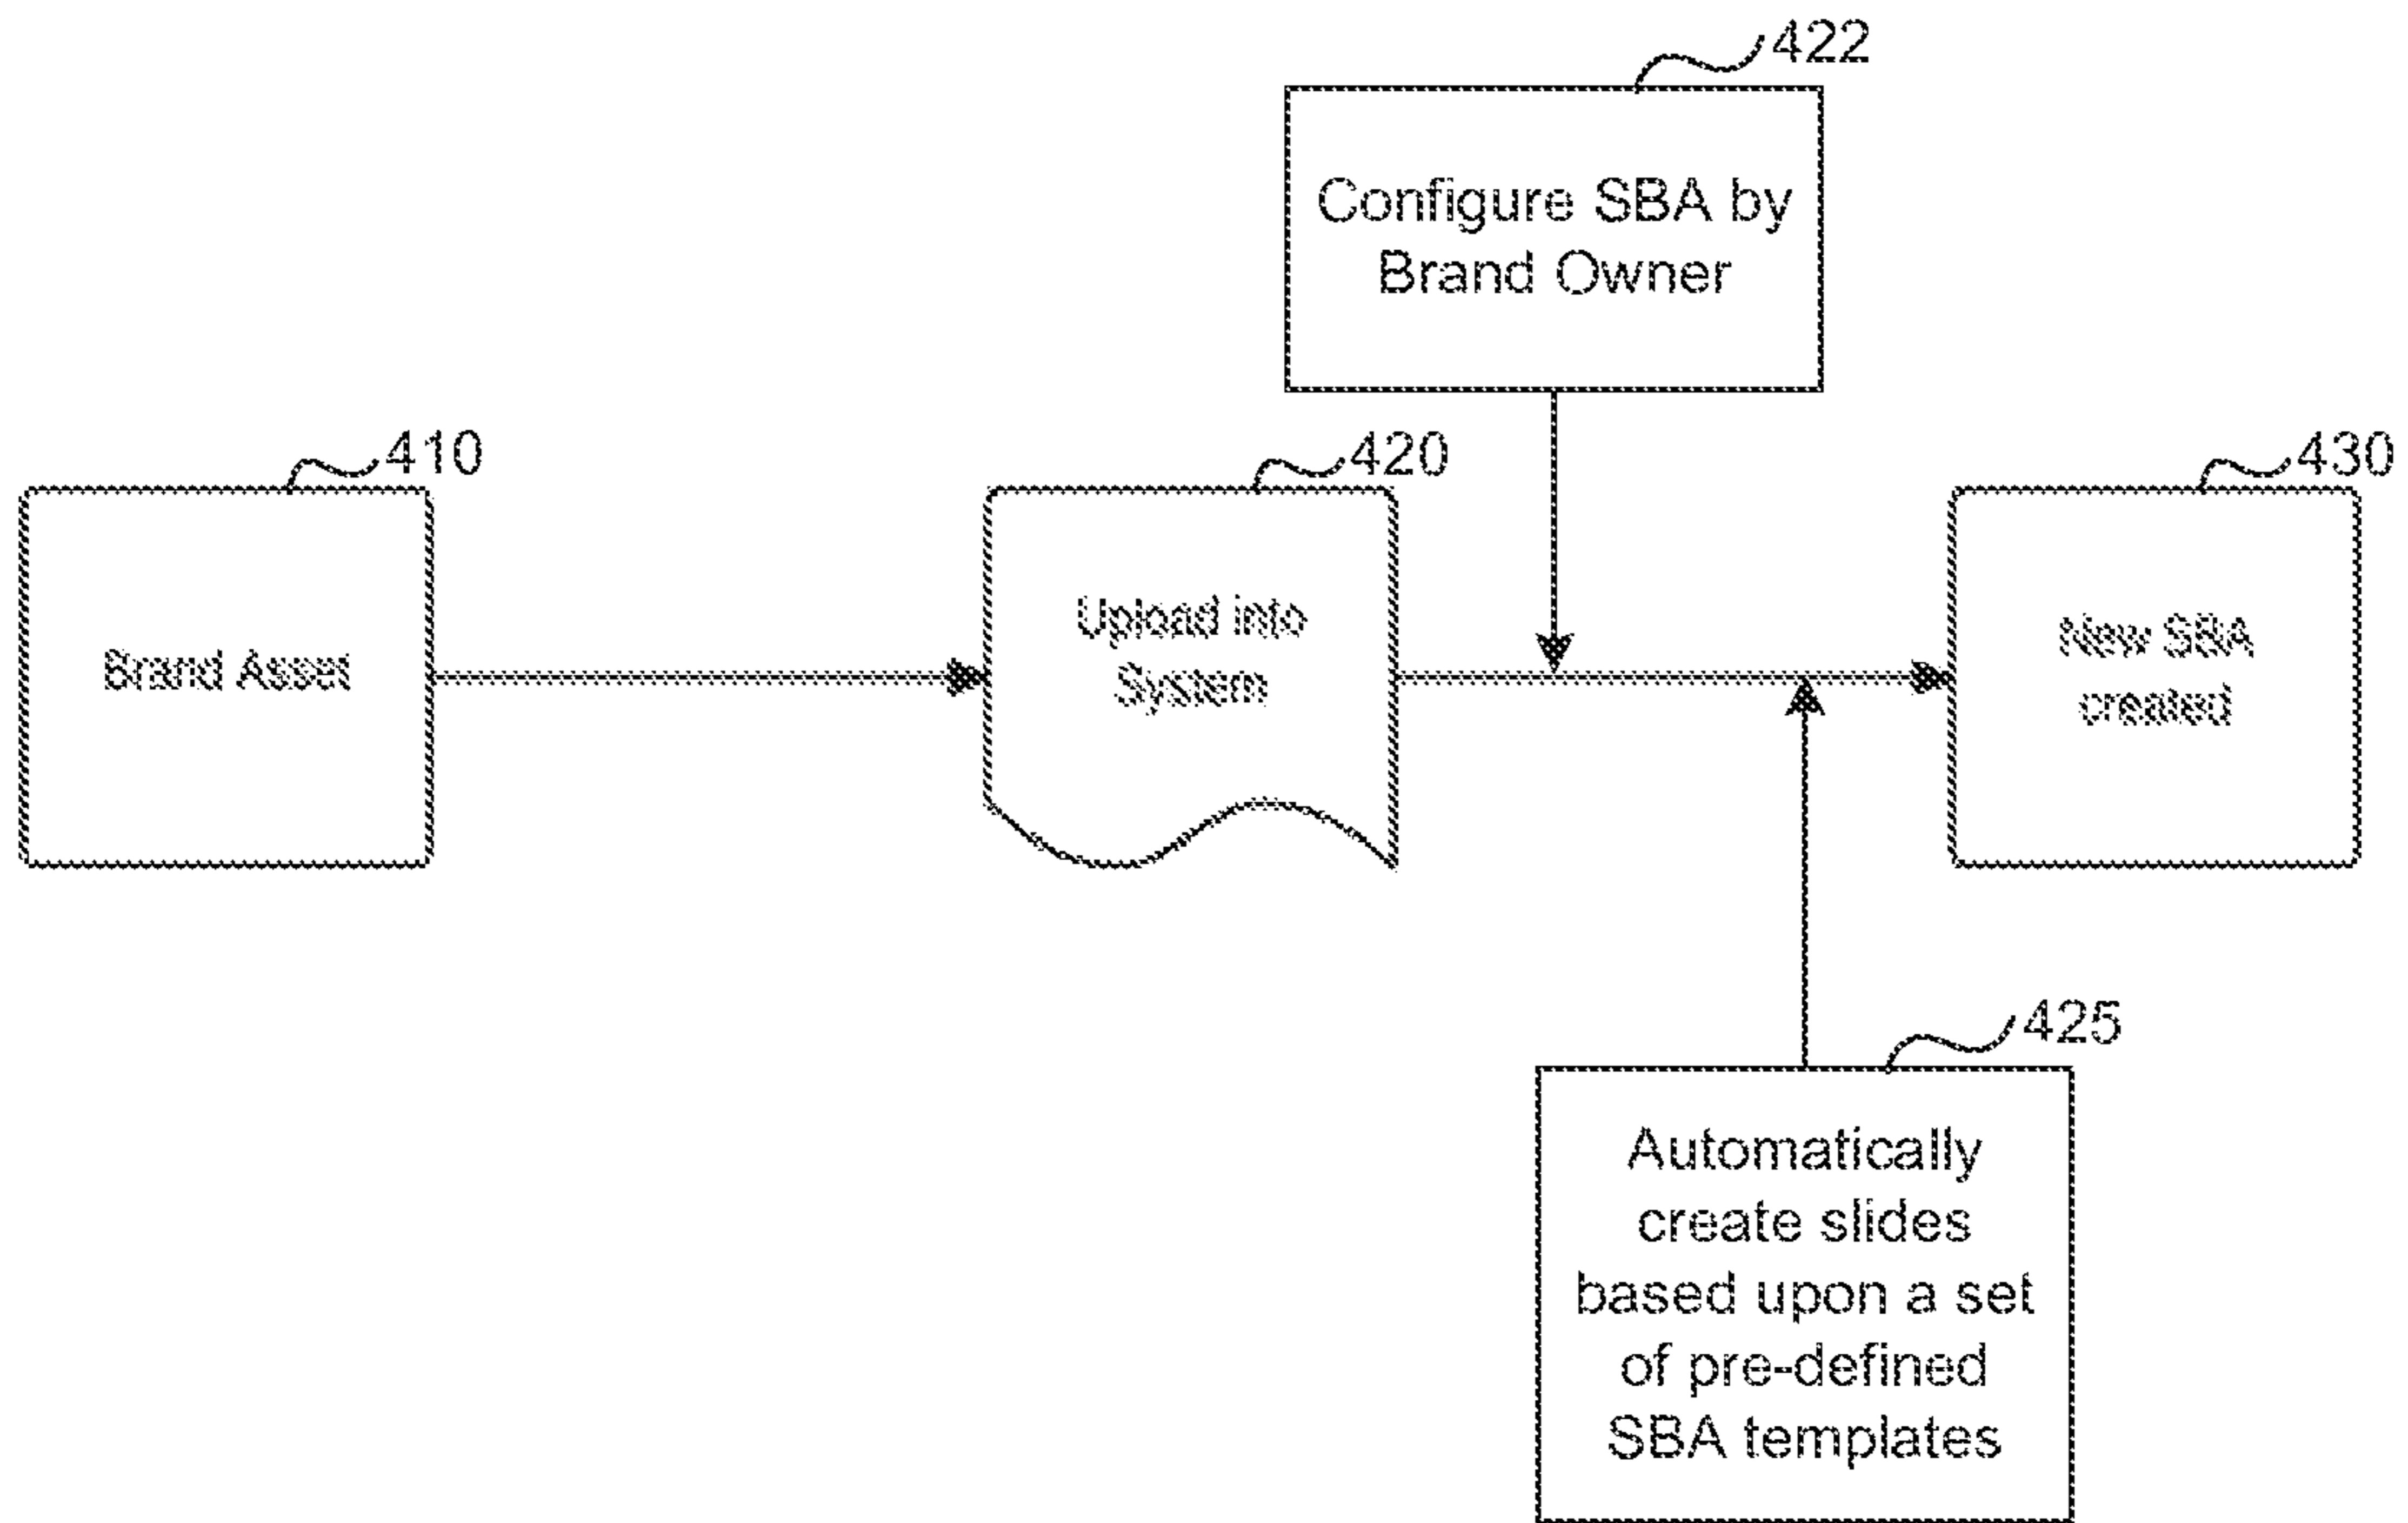 422
Configure SBA by
Brand Owner
410
Brand Asset
420
Upload into
System
430
New SBA
created
425
Automatically
create slides
based upon a set
of pre-defined
SBA templates